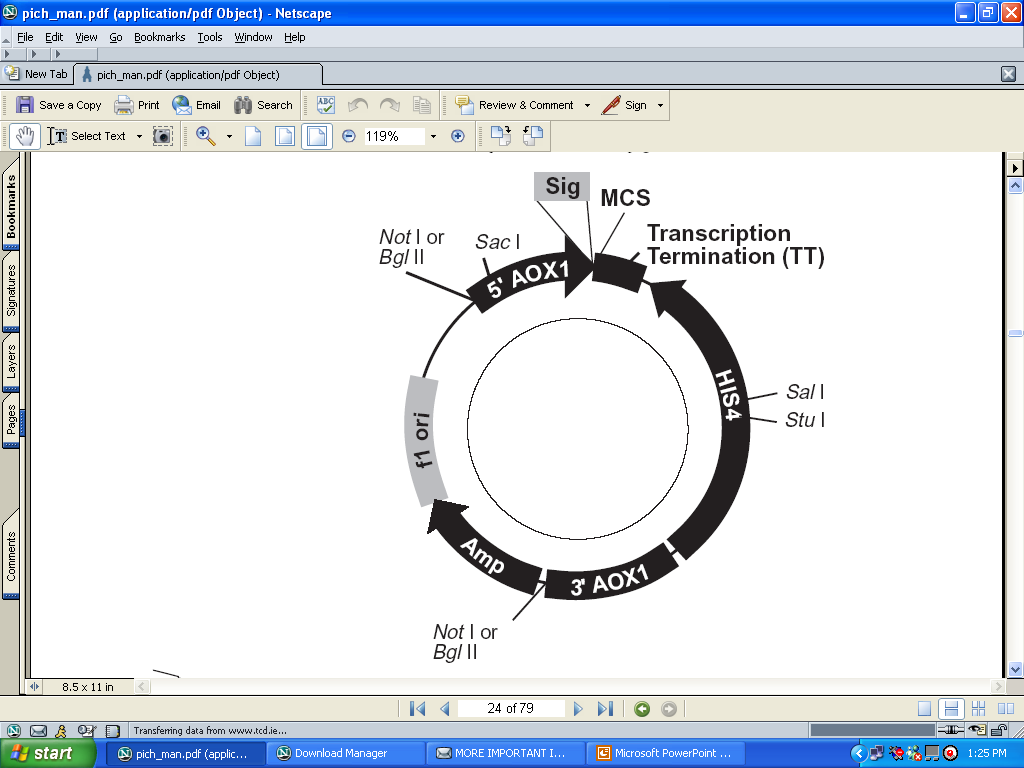 pich_man.pdf (application/pdf Object) - Netscape
File Edit View Go Bookmarks Tools Window Help
New Tab pich_man.pdf (application/pdf Object)
Save a Copy Print Email Search ABC Review & Comment Sign
T Select Text 119%
Bookmarks
Signatures
Layers
Pages
Comments
Sig
MCS
Transcription
Termination (TT)
Not I or
Bgl II
Sac I
5' AOX1
HIS4
Sal I
Stu I
f1 ori
Amp
3' AOX1
Not I or
Bgl II
8.5 x 11 in
24 of 79
Transferring data from www.tcd.ie...
start pich_man.pdf (applic... Download Manager MORE IMPORTANT I... Microsoft PowerPoint ... 1:25 PM